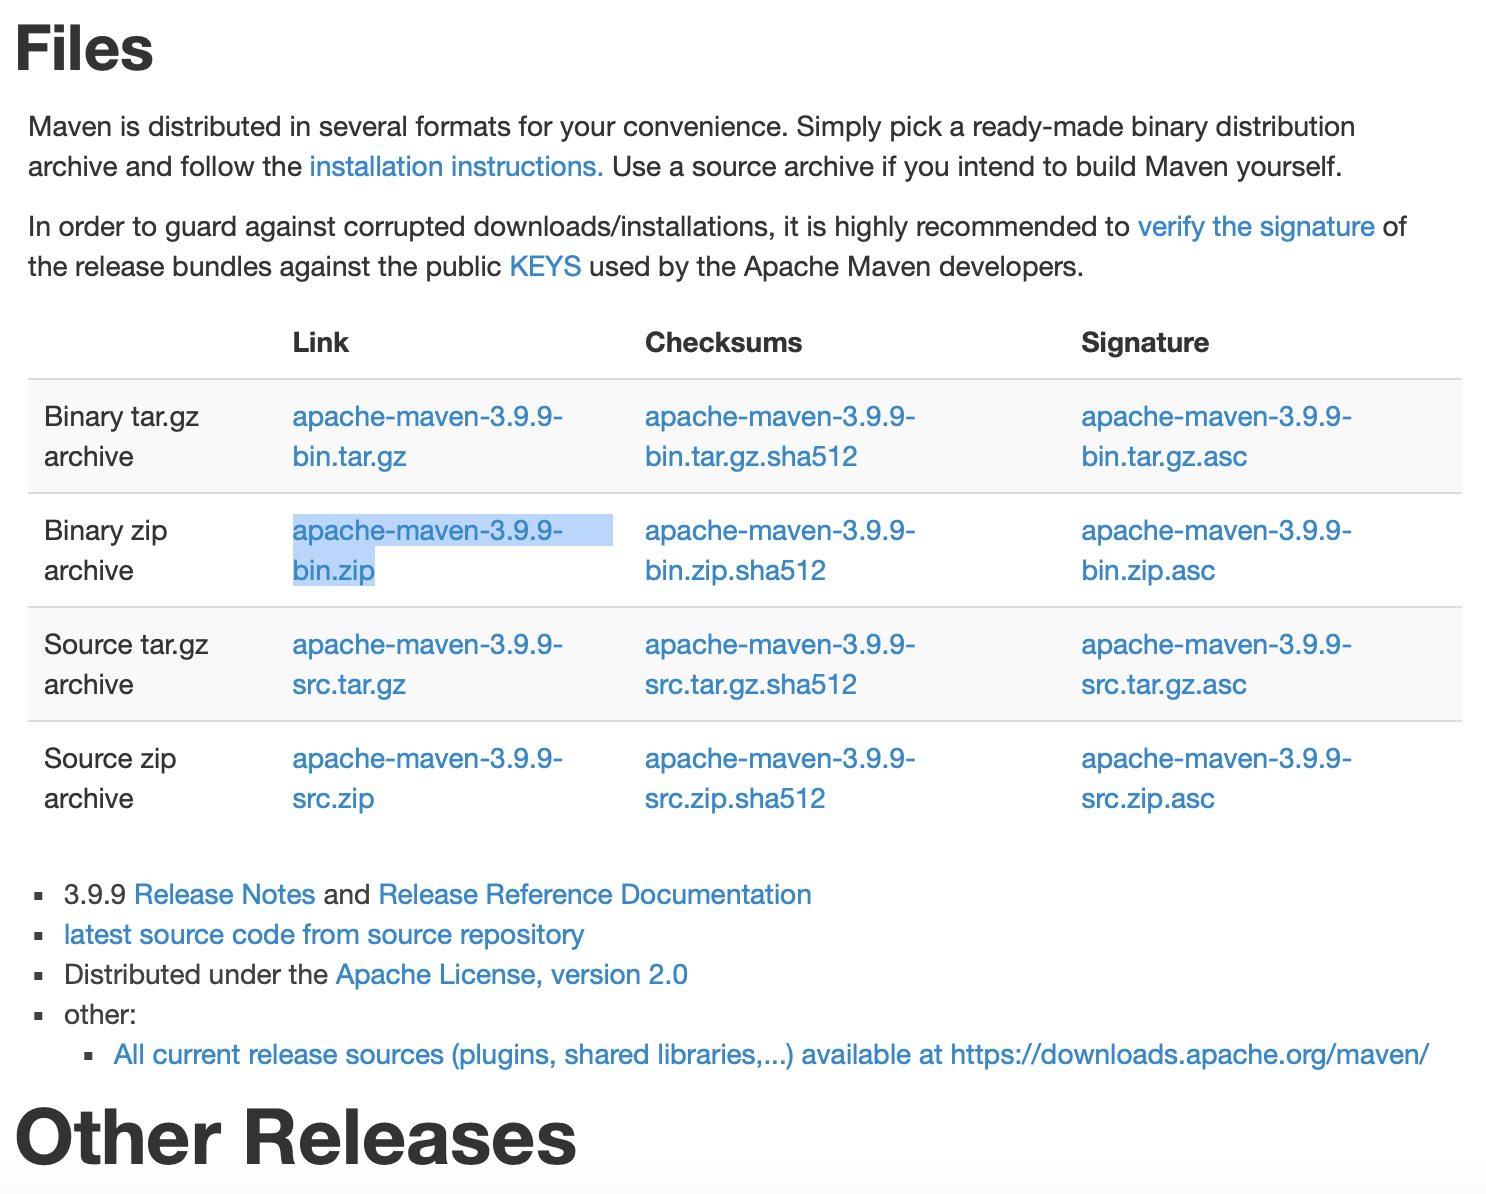 Files
Maven is distributed in several formats for your convenience. Simply pick a ready-made binary distribution
archive and follow the installation instructions. Use a source archive if you intend to build Maven yourself.
In order to guard against corrupted downloads/installations, it is highly recommended to verify the signature of
the release bundles against the public KEYS used by the Apache Maven developers.
Link Checksums Signature
Binary tar.gz apache-maven-3.9.9- apache-maven-3.9.9- apache-maven-3.9.9-
archive bin.tar.gz bin.tar.gz.sha512 bin.tar.gz.asc
Binary zip apache-maven-3.9.9- apache-maven-3.9.9- apache-maven-3.9.9-
archive bin.zip bin.zip.sha512 bin.zip.asc
Source tar.gz apache-maven-3.9.9- apache-maven-3.9.9- apache-maven-3.9.9-
archive src.tar.gz src.tar.gz.sha512 src.tar.gz.asc
Source zip apache-maven-3.9.9- apache-maven-3.9.9- apache-maven-3.9.9-
archive src.zip src.zip.sha512 src.zip.asc
▪ 3.9.9 Release Notes and Release Reference Documentation
▪ latest source code from source repository
▪ Distributed under the Apache License, version 2.0
▪ other:
▪ All current release sources (plugins, shared libraries,...) available at https://downloads.apache.org/maven/
Other Releases